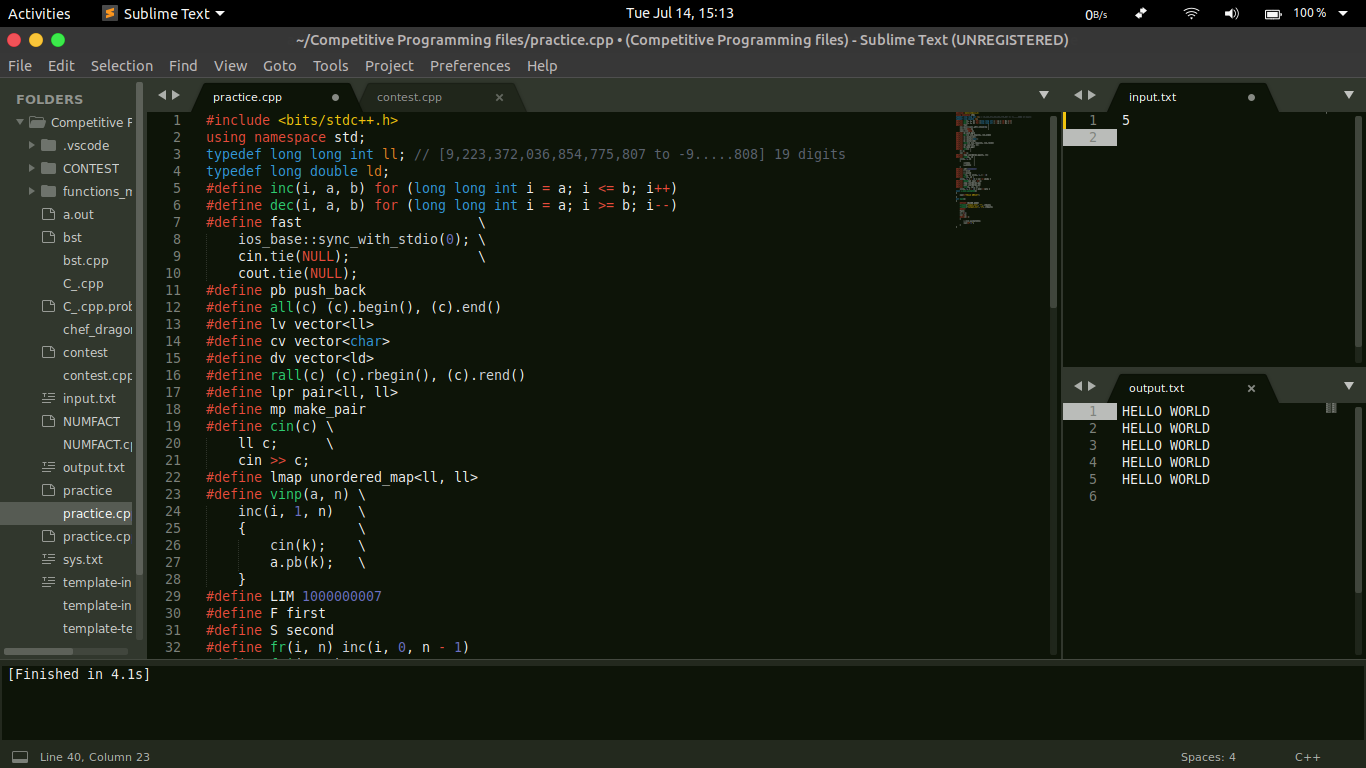 Activities
Sublime Text
Tue Jul 14, 15:13
0B/s
100 %
~/Competitive Programming files/practice.cpp • (Competitive Programming files) - Sublime Text (UNREGISTERED)
File Edit Selection Find View Goto Tools Project Preferences Help
FOLDERS
Competitive F
.vscode
CONTEST
functions_m
a.out
bst
bst.cpp
C_.cpp
C_.cpp.prob
chef_dragon
contest
contest.cpp
input.txt
NUMFACT
NUMFACT.cp
output.txt
practice
practice.cp
practice.cp
sys.txt
template-in
template-in
template-te
practice.cpp
contest.cpp
1 #include <bits/stdc++.h>
2 using namespace std;
3 typedef long long int ll; // [9,223,372,036,854,775,807 to -9.....808] 19 digits
4 typedef long double ld;
5 #define inc(i, a, b) for (long long int i = a; i <= b; i++)
6 #define dec(i, a, b) for (long long int i = a; i >= b; i--)
7 #define fast \
8 ios_base::sync_with_stdio(0); \
9 cin.tie(NULL); \
10 cout.tie(NULL);
11 #define pb push_back
12 #define all(c) (c).begin(), (c).end()
13 #define lv vector<ll>
14 #define cv vector<char>
15 #define dv vector<ld>
16 #define rall(c) (c).rbegin(), (c).rend()
17 #define lpr pair<ll, ll>
18 #define mp make_pair
19 #define cin(c) \
20 ll c; \
21 cin >> c;
22 #define lmap unordered_map<ll, ll>
23 #define vinp(a, n) \
24 inc(i, 1, n) \
25 { \
26 cin(k); \
27 a.pb(k); \
28 }
29 #define LIM 1000000007
30 #define F first
31 #define S second
32 #define fr(i, n) inc(i, 0, n - 1)
input.txt
1 5
2
output.txt
1 HELLO WORLD
2 HELLO WORLD
3 HELLO WORLD
4 HELLO WORLD
5 HELLO WORLD
6
[Finished in 4.1s]
Line 40, Column 23
Spaces: 4
C++